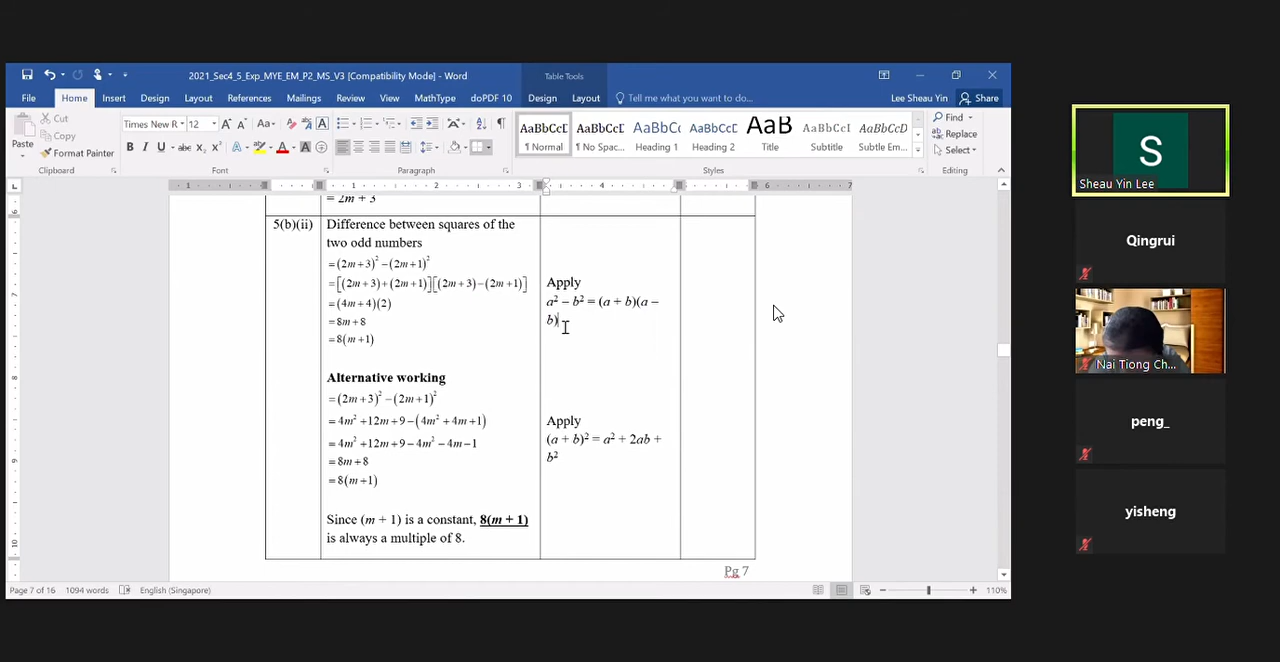 2021_Sec4_5_Exp_MYE_EM_P2_MS_V3 [Compatibility Mode] - Word
Table Tools
File Home Insert Design Layout References Mailings Review View MathType doPDF 10 Design Layout Tell me what you want to do... Lee Sheau Yin Share
Paste
Cut
Copy
Format Painter
Clipboard
Times New R 12
Font
Paragraph
AaBbCcD ¶ Normal
AaBbCcD ¶ No Spac...
AaBbCc Heading 1
AaBbCcD Heading 2
AaB Title
AaBbCcD Subtitle
AaBbCcD Subtle Em...
Styles
Find
Replace
Select
Editing
= 2m + 3
5(b)(ii)
Difference between squares of the
two odd numbers
= (2m+3)² − (2m+1)²
= [(2m+3)+(2m+1)][(2m+3)−(2m+1)]
= (4m+4)(2)
= 8m+8
= 8(m+1)
Alternative working
= (2m+3)² − (2m+1)²
= 4m² +12m+9−(4m² +4m+1)
= 4m² +12m+9−4m² −4m−1
= 8m+8
= 8(m+1)
Since (m + 1) is a constant, 8(m + 1)
is always a multiple of 8.
Apply
a² – b² = (a + b)(a –
b)
Apply
(a + b)² = a² + 2ab +
b²
Pg 7
Page 7 of 16 1094 words English (Singapore) 110%
S
Sheau Yin Lee
Qingrui
Nai Tiong Ch...
peng_
yisheng